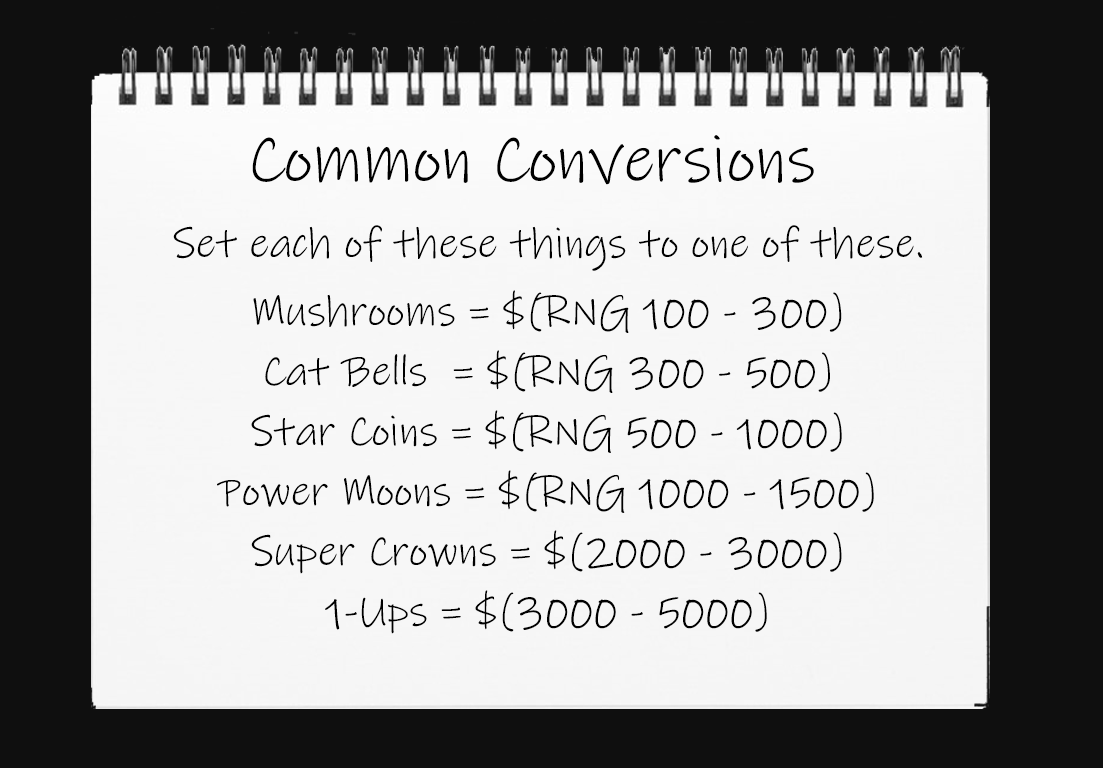 Common Conversions
Set each of these things to one of these.
Mushrooms = $(RNG 100 - 300)
Cat Bells = $(RNG 300 - 500)
Star Coins = $(RNG 500 - 1000)
Power Moons = $(RNG 1000 - 1500)
Super Crowns = $(2000 - 3000)
1-Ups = $(3000 - 5000)